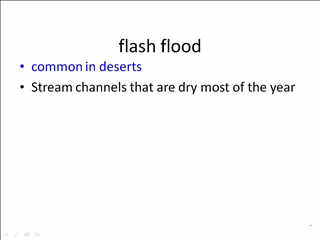 flash flood
• common in deserts
• Stream channels that are dry most of the year